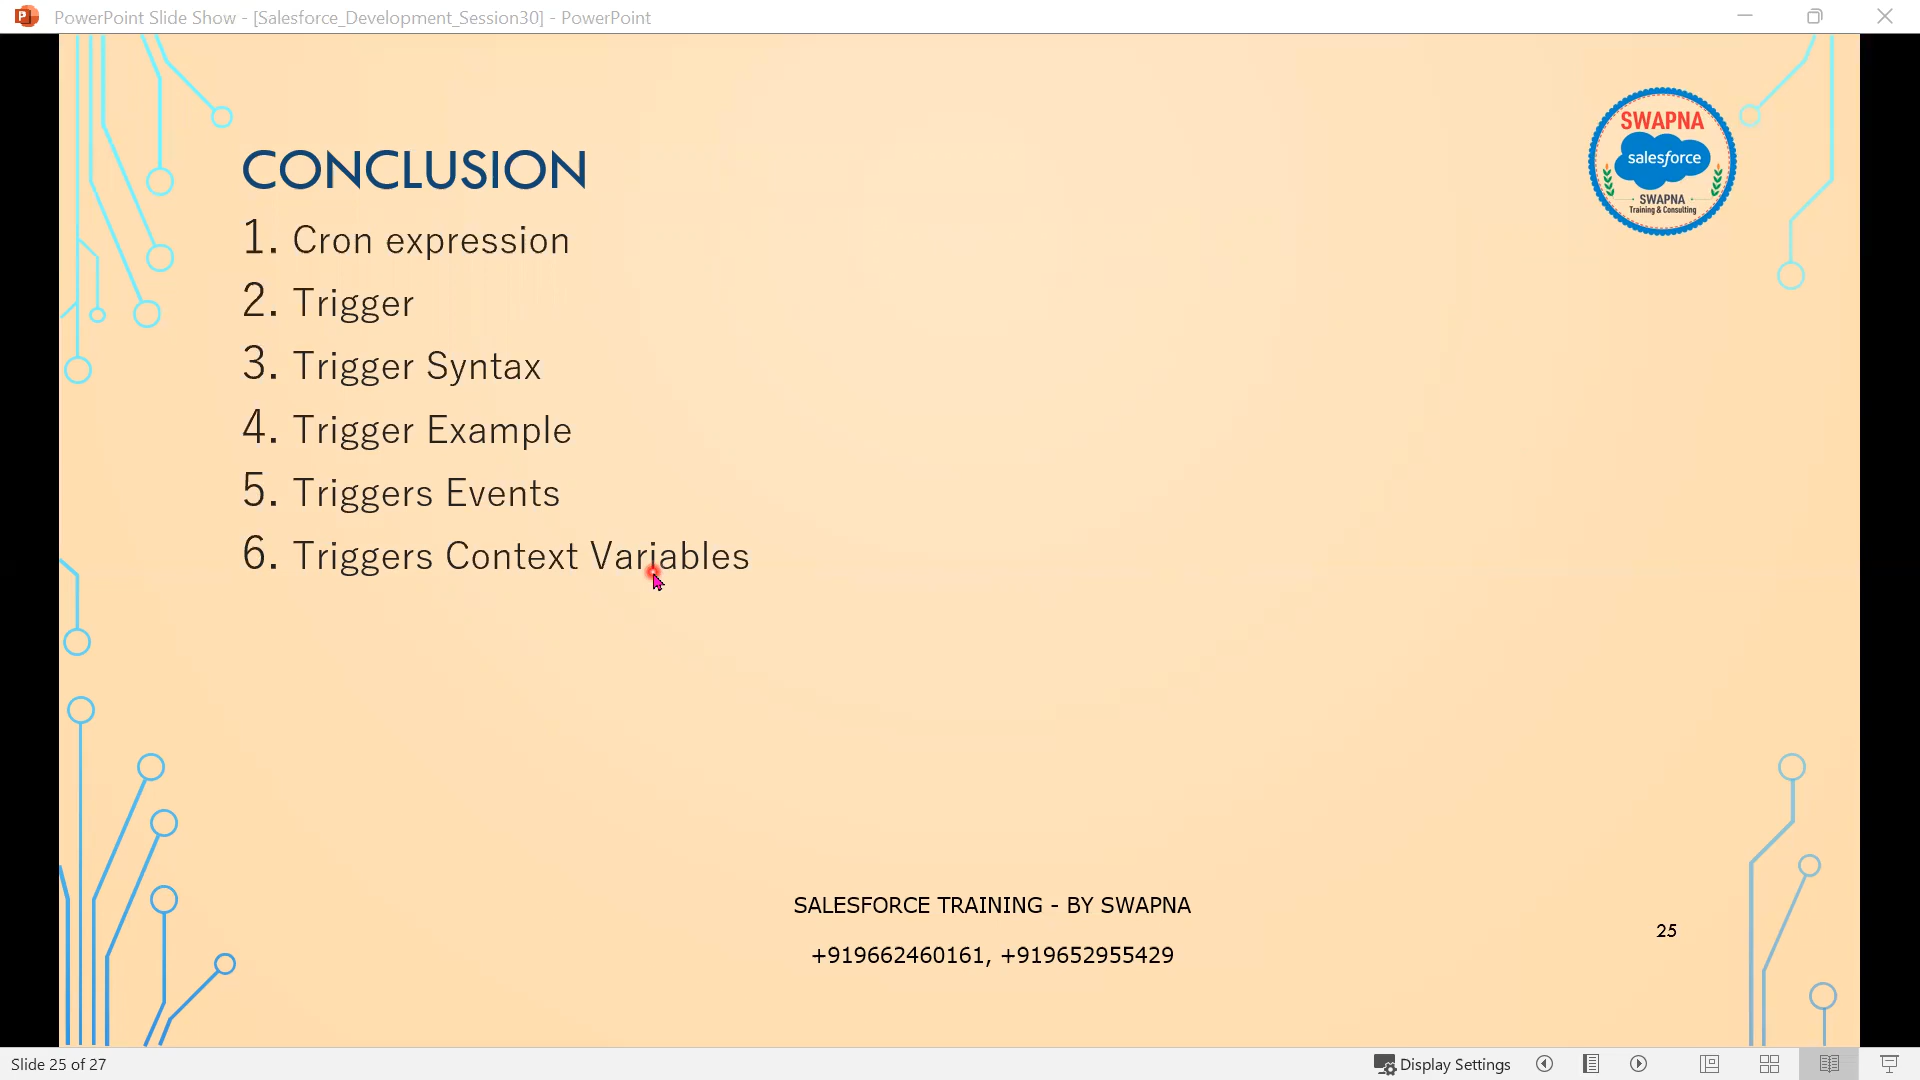 PowerPoint Slide Show - [Salesforce_Development_Session30] - PowerPoint
SWAPNA
salesforce
SWAPNA
Training & Consulting
CONCLUSION
1. Cron expression
2. Trigger
3. Trigger Syntax
4. Trigger Example
5. Triggers Events
6. Triggers Context Variables
SALESFORCE TRAINING - BY SWAPNA
+919662460161, +919652955429
25
Slide 25 of 27
Display Settings